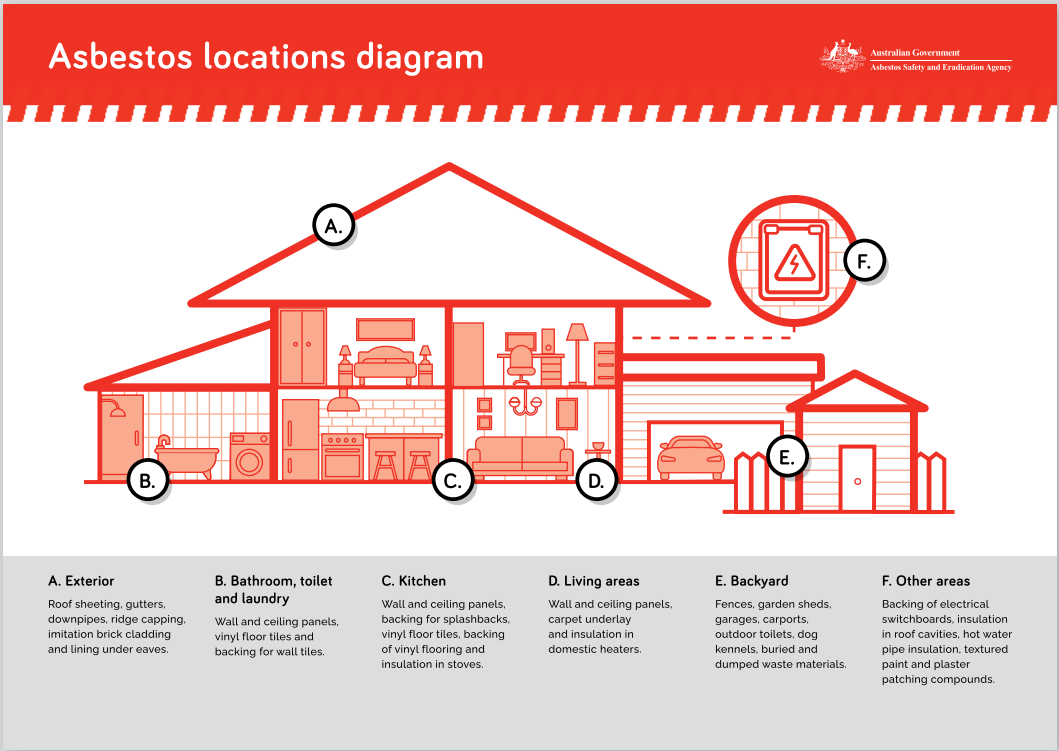 Asbestos locations diagram
Australian Government
Asbestos Safety and Eradication Agency
A.
F.
B.
C.
D.
E.
A. Exterior
Roof sheeting, gutters,
downpipes, ridge capping,
imitation brick cladding
and lining under eaves.
B. Bathroom, toilet
and laundry
Wall and ceiling panels,
vinyl floor tiles and
backing for wall tiles.
C. Kitchen
Wall and ceiling panels,
backing for splashbacks,
vinyl floor tiles, backing
of vinyl flooring and
insulation in stoves.
D. Living areas
Wall and ceiling panels,
carpet underlay
and insulation in
domestic heaters.
E. Backyard
Fences, garden sheds,
garages, carports,
outdoor toilets, dog
kennels, buried and
dumped waste materials.
F. Other areas
Backing of electrical
switchboards, insulation
in roof cavities, hot water
pipe insulation, textured
paint and plaster
patching compounds.